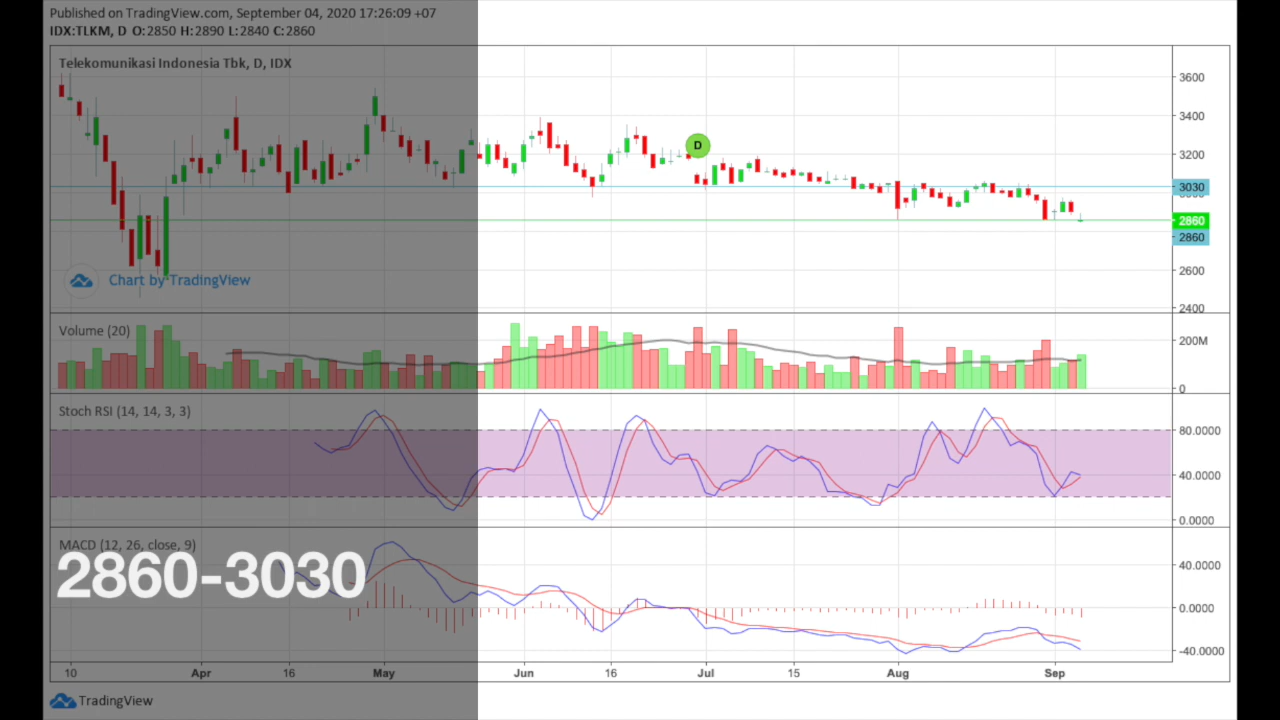 Published on TradingView.com, September 04, 2020 17:26:09 +07
IDX:TLKM, D O:2850 H:2890 L:2840 C:2860
Telekomunikasi Indonesia Tbk, D, IDX
3600
3400
D
3200
3030
3000
2860
2860
Chart by TradingView
2600
2400
Volume (20)
200M
0
Stoch RSI (14, 14, 3, 3)
80.0000
40.0000
0.0000
MACD (12, 26, close, 9)
2860-3030
40.0000
0.0000
-40.0000
10 Apr 16 May Jun 16 Jul 15 Aug Sep
TradingView